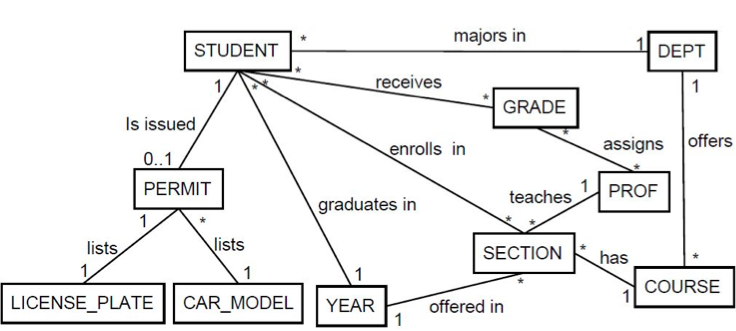 STUDENT * majors in 1 DEPT
1 * * * receives * GRADE 1
Is issued enrolls in * assigns offers
0..1 *
PERMIT teaches 1 PROF
1 * graduates in * *
lists lists SECTION * has *
1 1 1 * 1 COURSE
LICENSE_PLATE CAR_MODEL YEAR 1 offered in